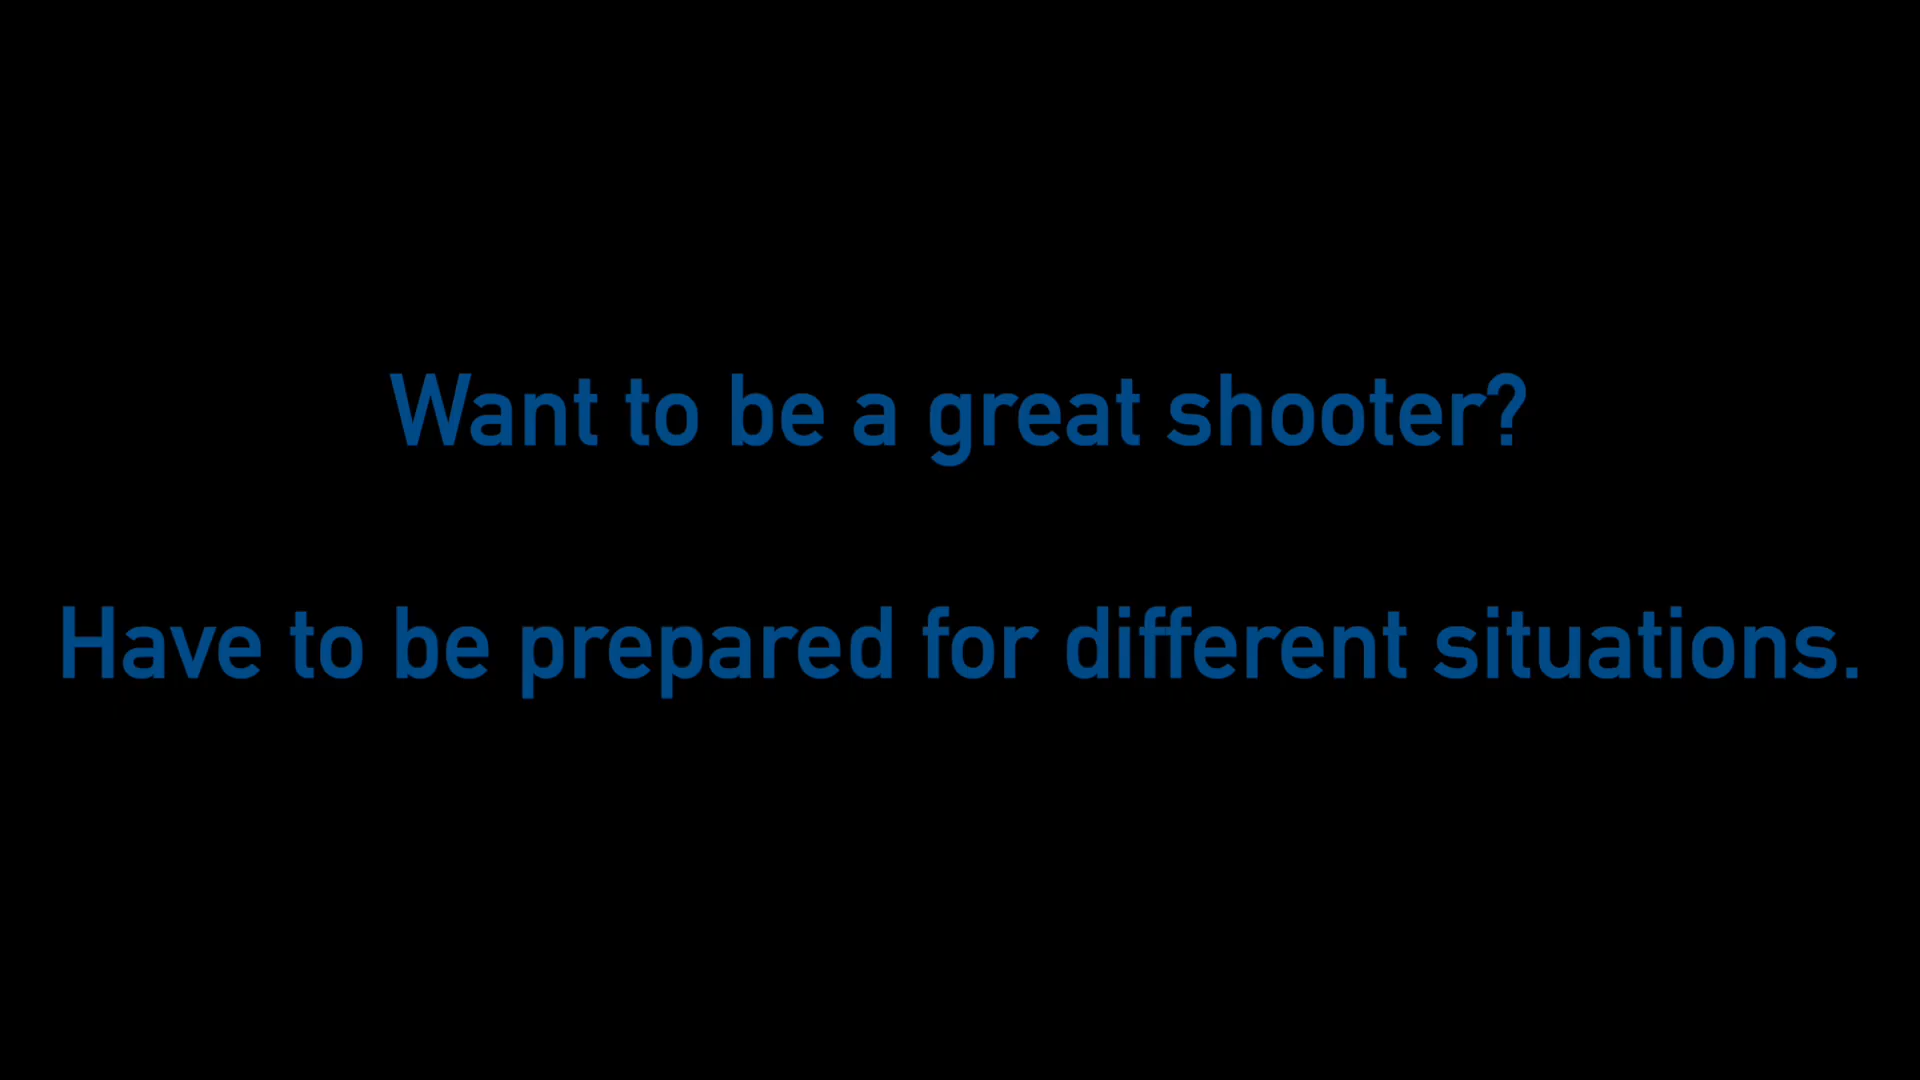 Want to be a great shooter?
Have to be prepared for different situations.